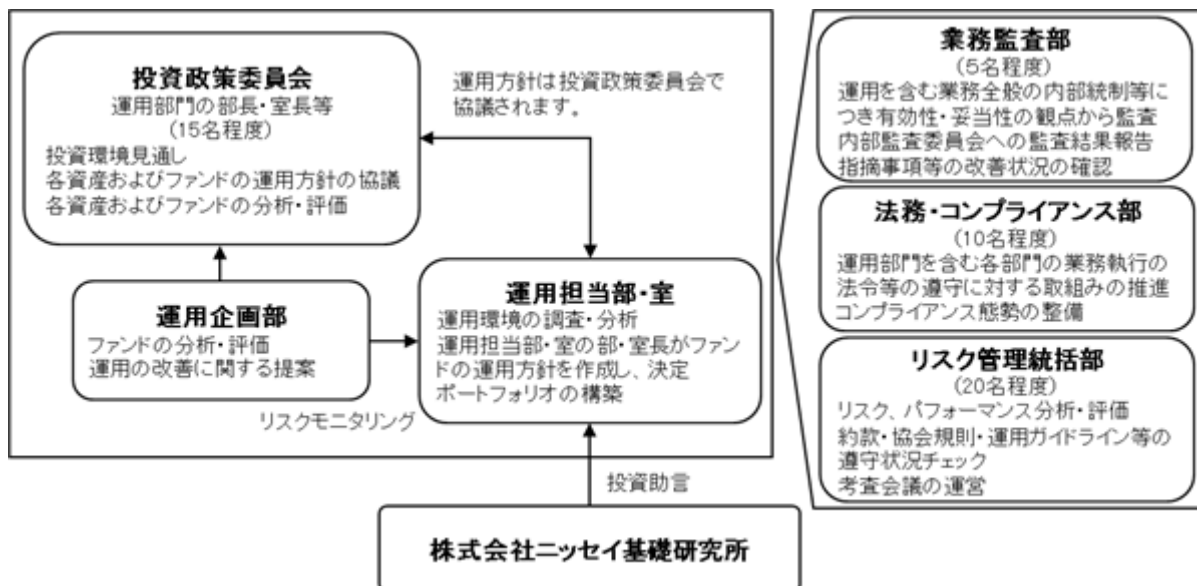 投資政策委員会
運用部門の部長・室長等
(15名程度)
投資環境見通し
各資産およびファンドの運用方針の協議
各資産およびファンドの分析・評価
運用方針は投資政策委員会で
協議されます。
運用企画部
ファンドの分析・評価
運用の改善に関する提案
リスクモニタリング
運用担当部・室
運用環境の調査・分析
運用担当部・室の部・室長がファン
ドの運用方針を作成し、決定
ポートフォリオの構築
投資助言
株式会社ニッセイ基礎研究所
業務監査部
(5名程度)
運用を含む業務全般の内部統制等に
つき有効性・妥当性の観点から監査
内部監査委員会への監査結果報告
指摘事項等の改善状況の確認
法務・コンプライアンス部
(10名程度)
運用部門を含む各部門の業務執行の
法令等の遵守に対する取組みの推進
コンプライアンス態勢の整備
リスク管理統括部
(20名程度)
リスク、パフォーマンス分析・評価
約款・協会規則・運用ガイドライン等の
遵守状況チェック
考査会議の運営